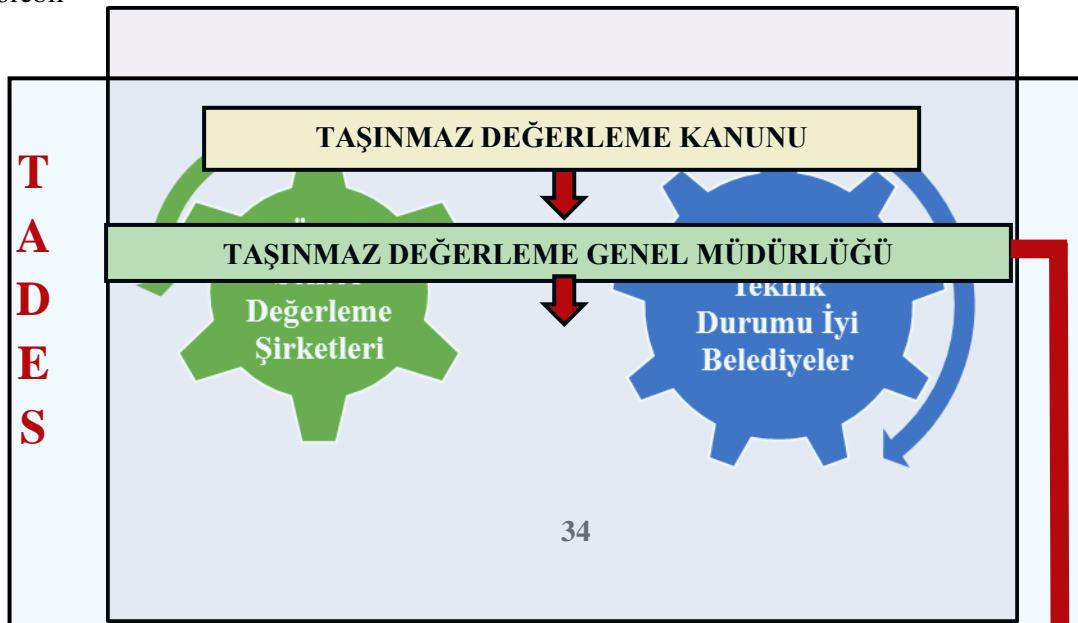 TAŞINMAZ DEĞERLEME KANUNU
T
A
D
E
S
TAŞINMAZ DEĞERLEME GENEL MÜDÜRLÜĞÜ
Değerleme
Şirketleri
Teknik
Durumu İyi
Belediyeler
34